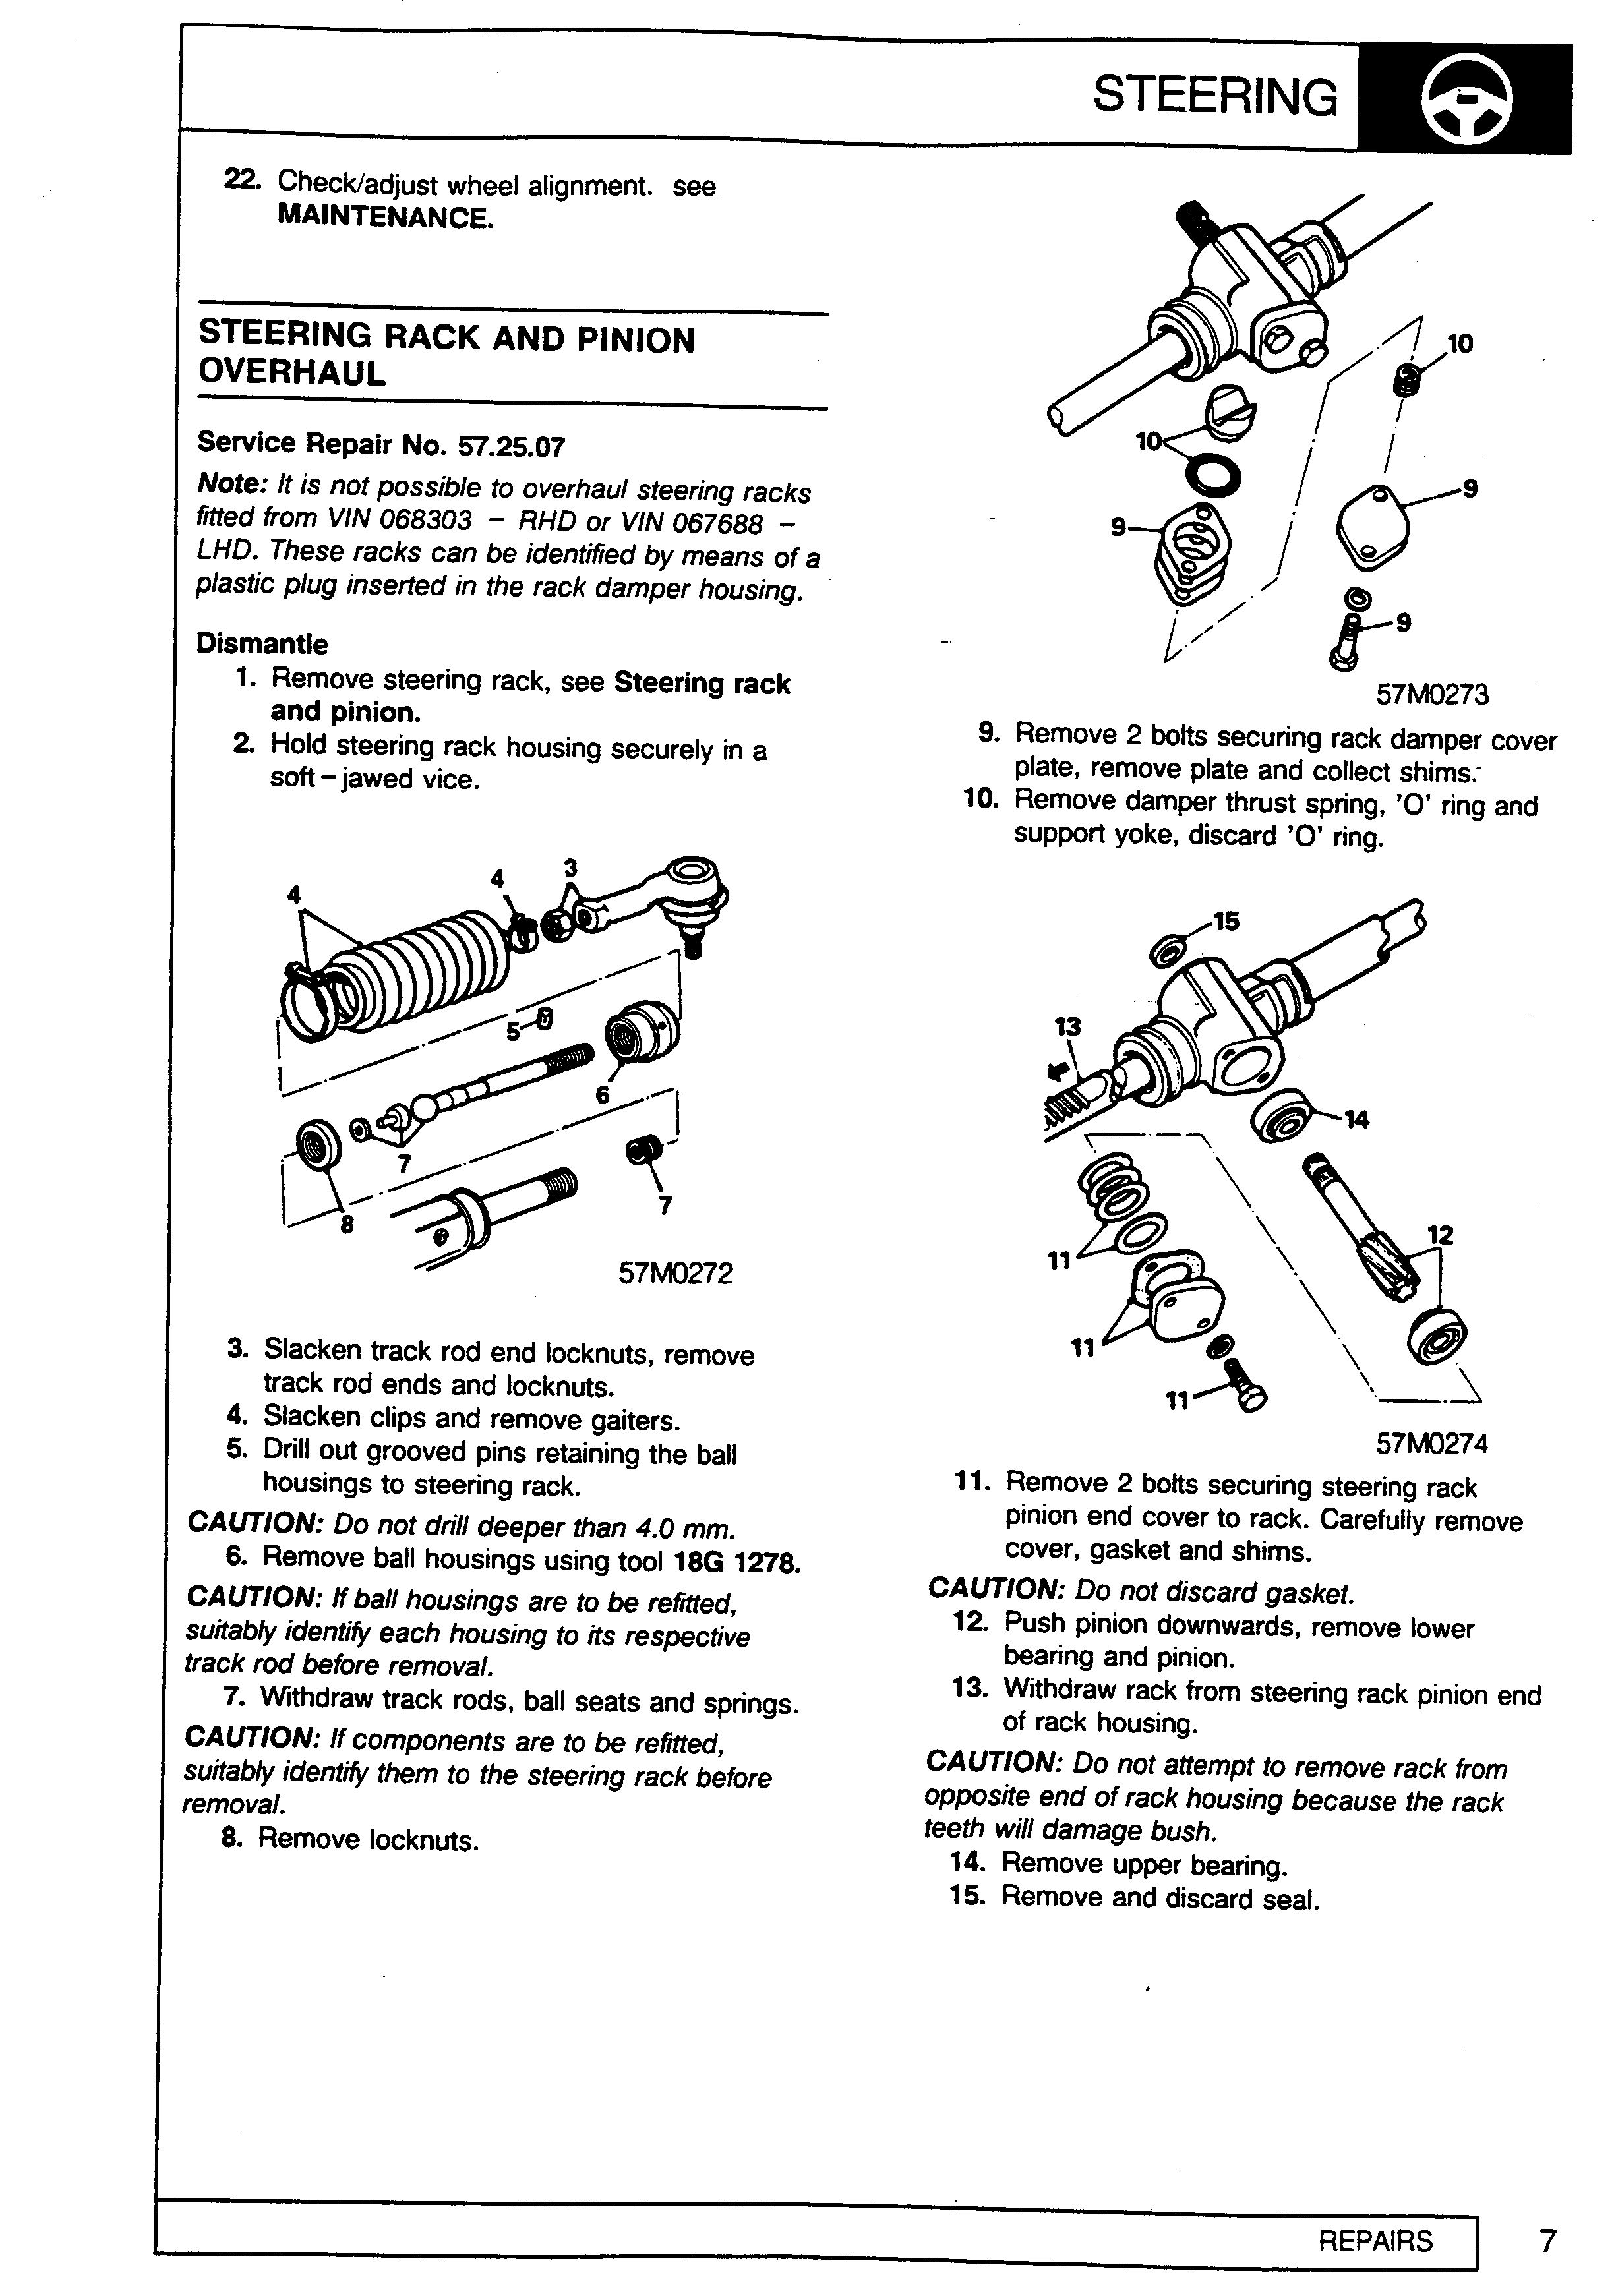 STEERING
22. Check/adjust wheel alignment. see
MAINTENANCE.
STEERING RACK AND PINION
OVERHAUL
Service Repair No. 57.25.07
Note: It is not possible to overhaul steering racks
fitted from VIN 068303 – RHD or VIN 067688 –
LHD. These racks can be identified by means of a
plastic plug inserted in the rack damper housing.
Dismantle
1. Remove steering rack, see Steering rack
and pinion.
2. Hold steering rack housing securely in a
soft – jawed vice.
4
4
3
5
6
7
8
7
57M0272
3. Slacken track rod end locknuts, remove
track rod ends and locknuts.
4. Slacken clips and remove gaiters.
5. Drill out grooved pins retaining the ball
housings to steering rack.
CAUTION: Do not drill deeper than 4.0 mm.
6. Remove ball housings using tool 18G 1278.
CAUTION: If ball housings are to be refitted,
suitably identify each housing to its respective
track rod before removal.
7. Withdraw track rods, ball seats and springs.
CAUTION: If components are to be refitted,
suitably identify them to the steering rack before
removal.
8. Remove locknuts.
10
10
9
9
9
57M0273
9. Remove 2 bolts securing rack damper cover
plate, remove plate and collect shims.
10. Remove damper thrust spring, 'O' ring and
support yoke, discard 'O' ring.
15
13
14
12
11
11
11
57M0274
11. Remove 2 bolts securing steering rack
pinion end cover to rack. Carefully remove
cover, gasket and shims.
CAUTION: Do not discard gasket.
12. Push pinion downwards, remove lower
bearing and pinion.
13. Withdraw rack from steering rack pinion end
of rack housing.
CAUTION: Do not attempt to remove rack from
opposite end of rack housing because the rack
teeth will damage bush.
14. Remove upper bearing.
15. Remove and discard seal.
REPAIRS
7